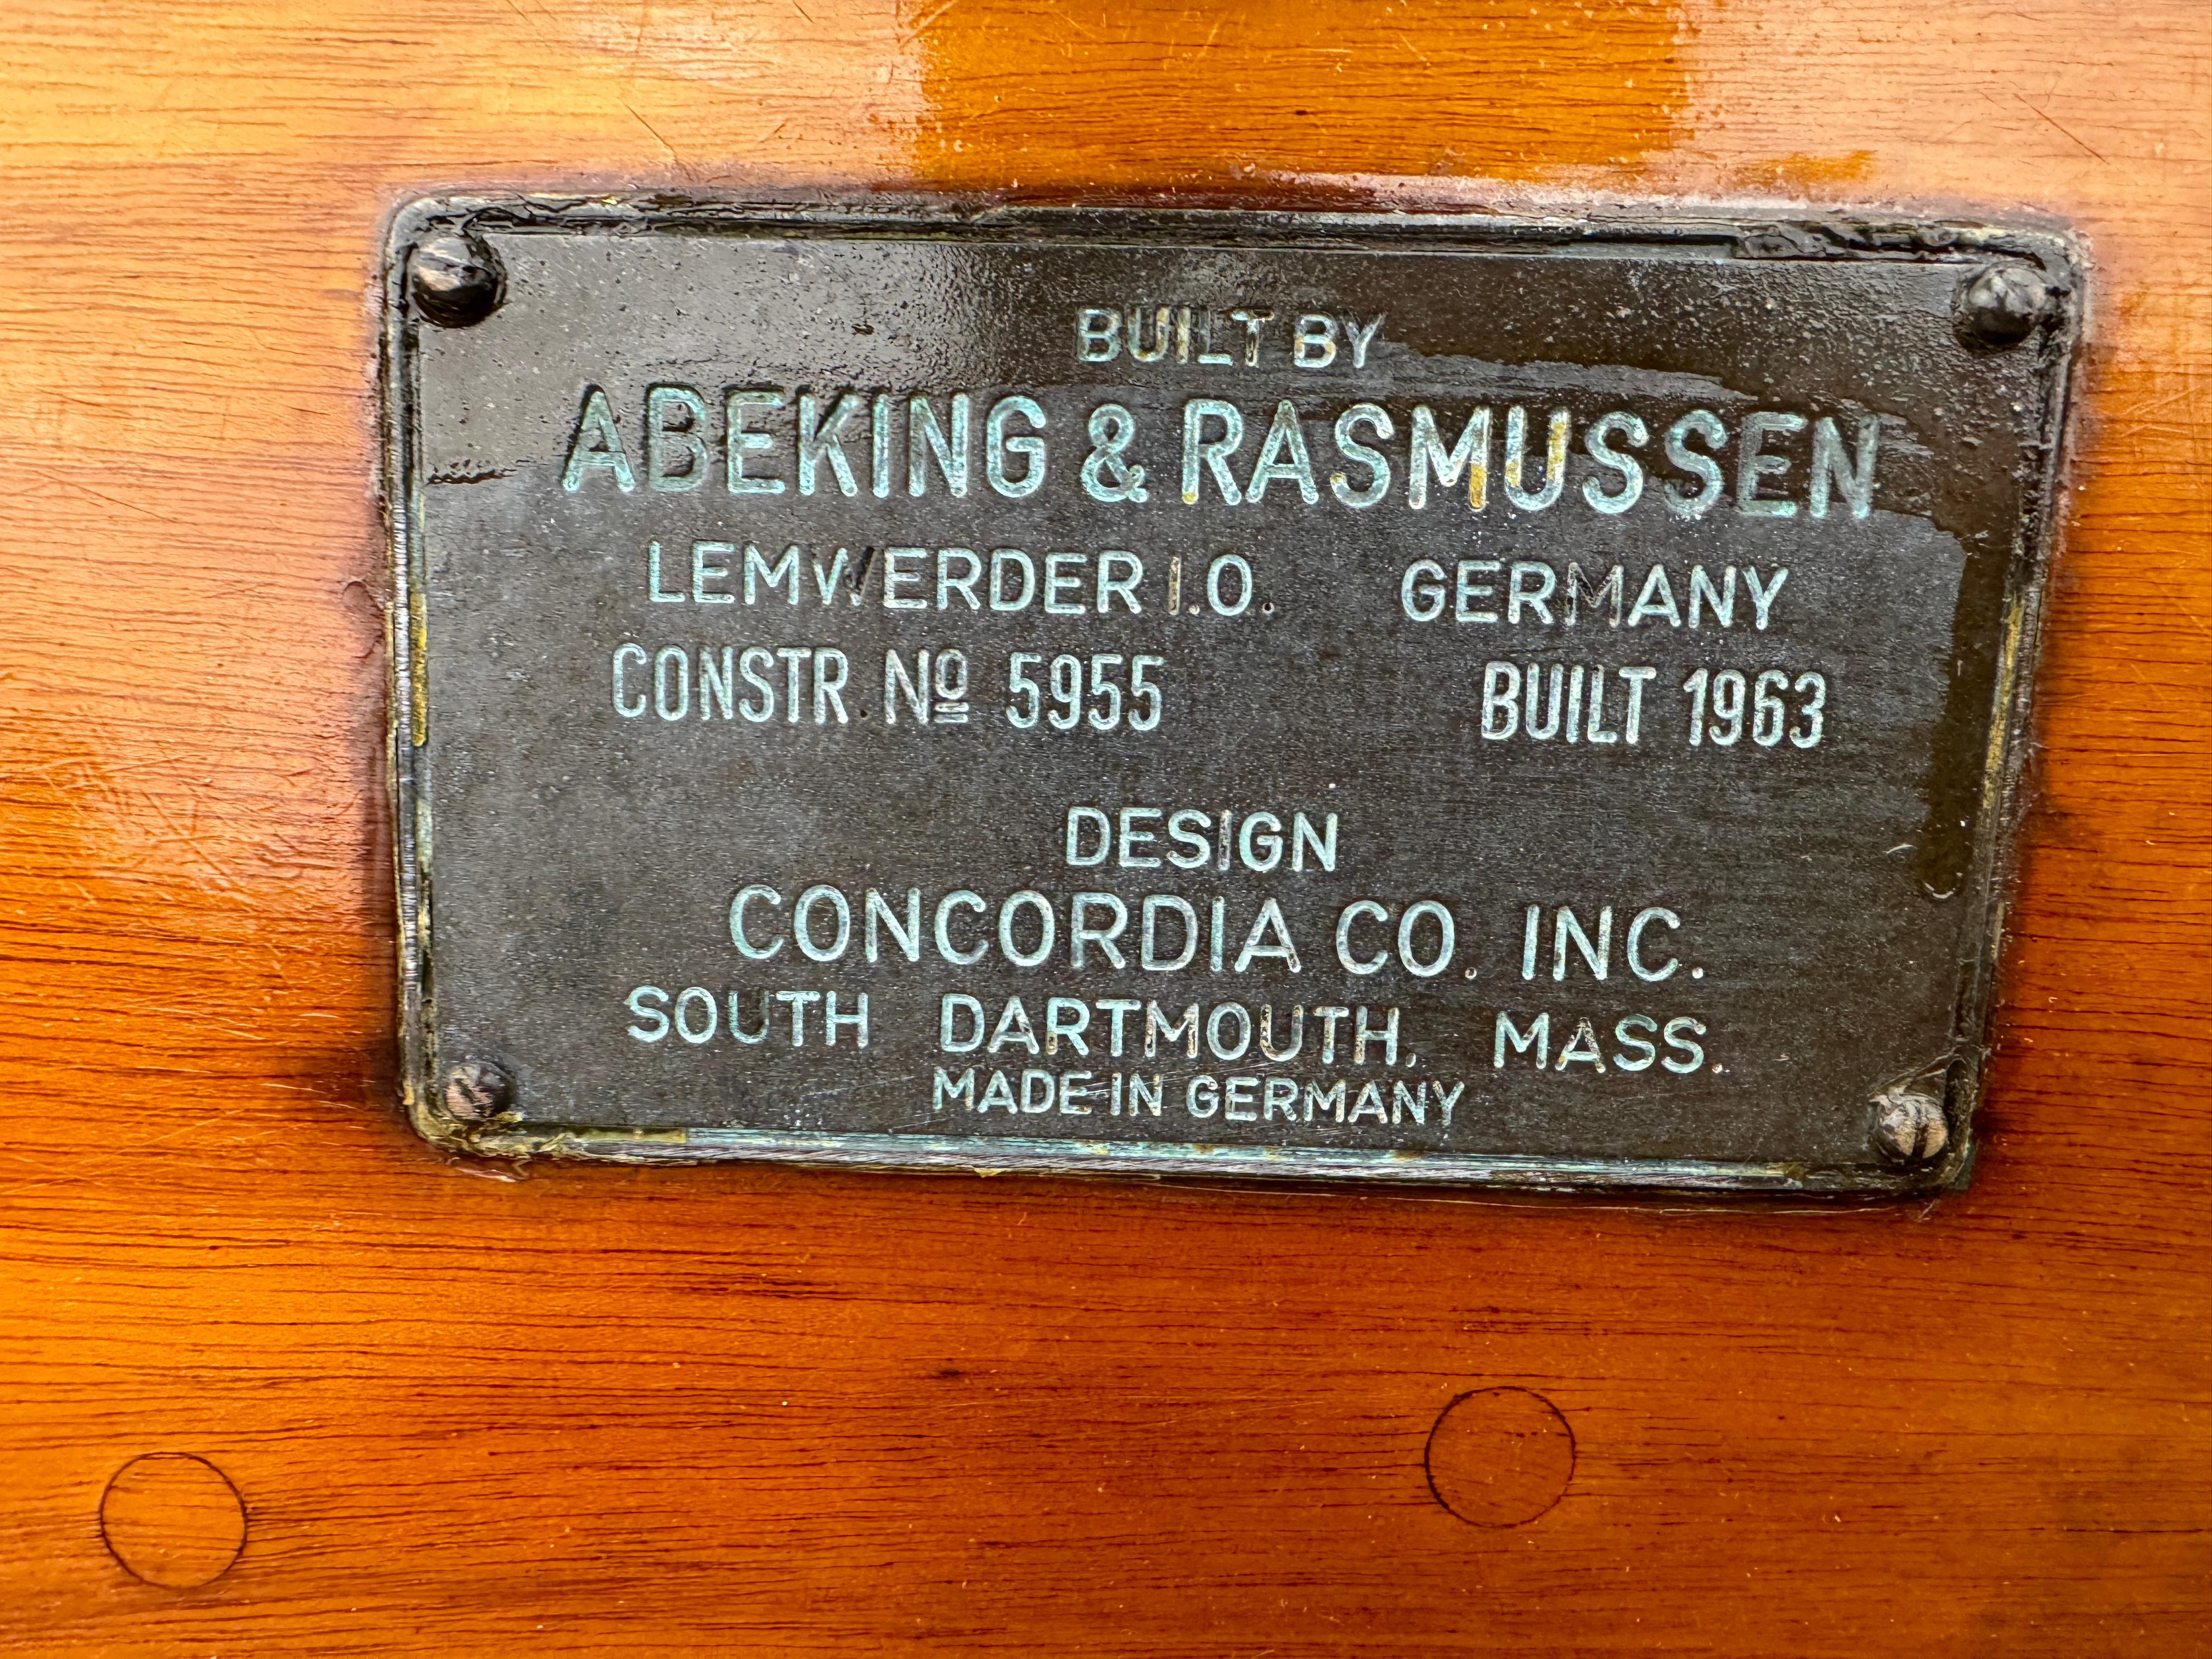 BUILT BY
ABEKING & RASMUSSEN
LEMWERDER I.O. GERMANY
CONSTR. Nº 5955 BUILT 1963
DESIGN
CONCORDIA CO. INC.
SOUTH DARTMOUTH, MASS.
MADE IN GERMANY